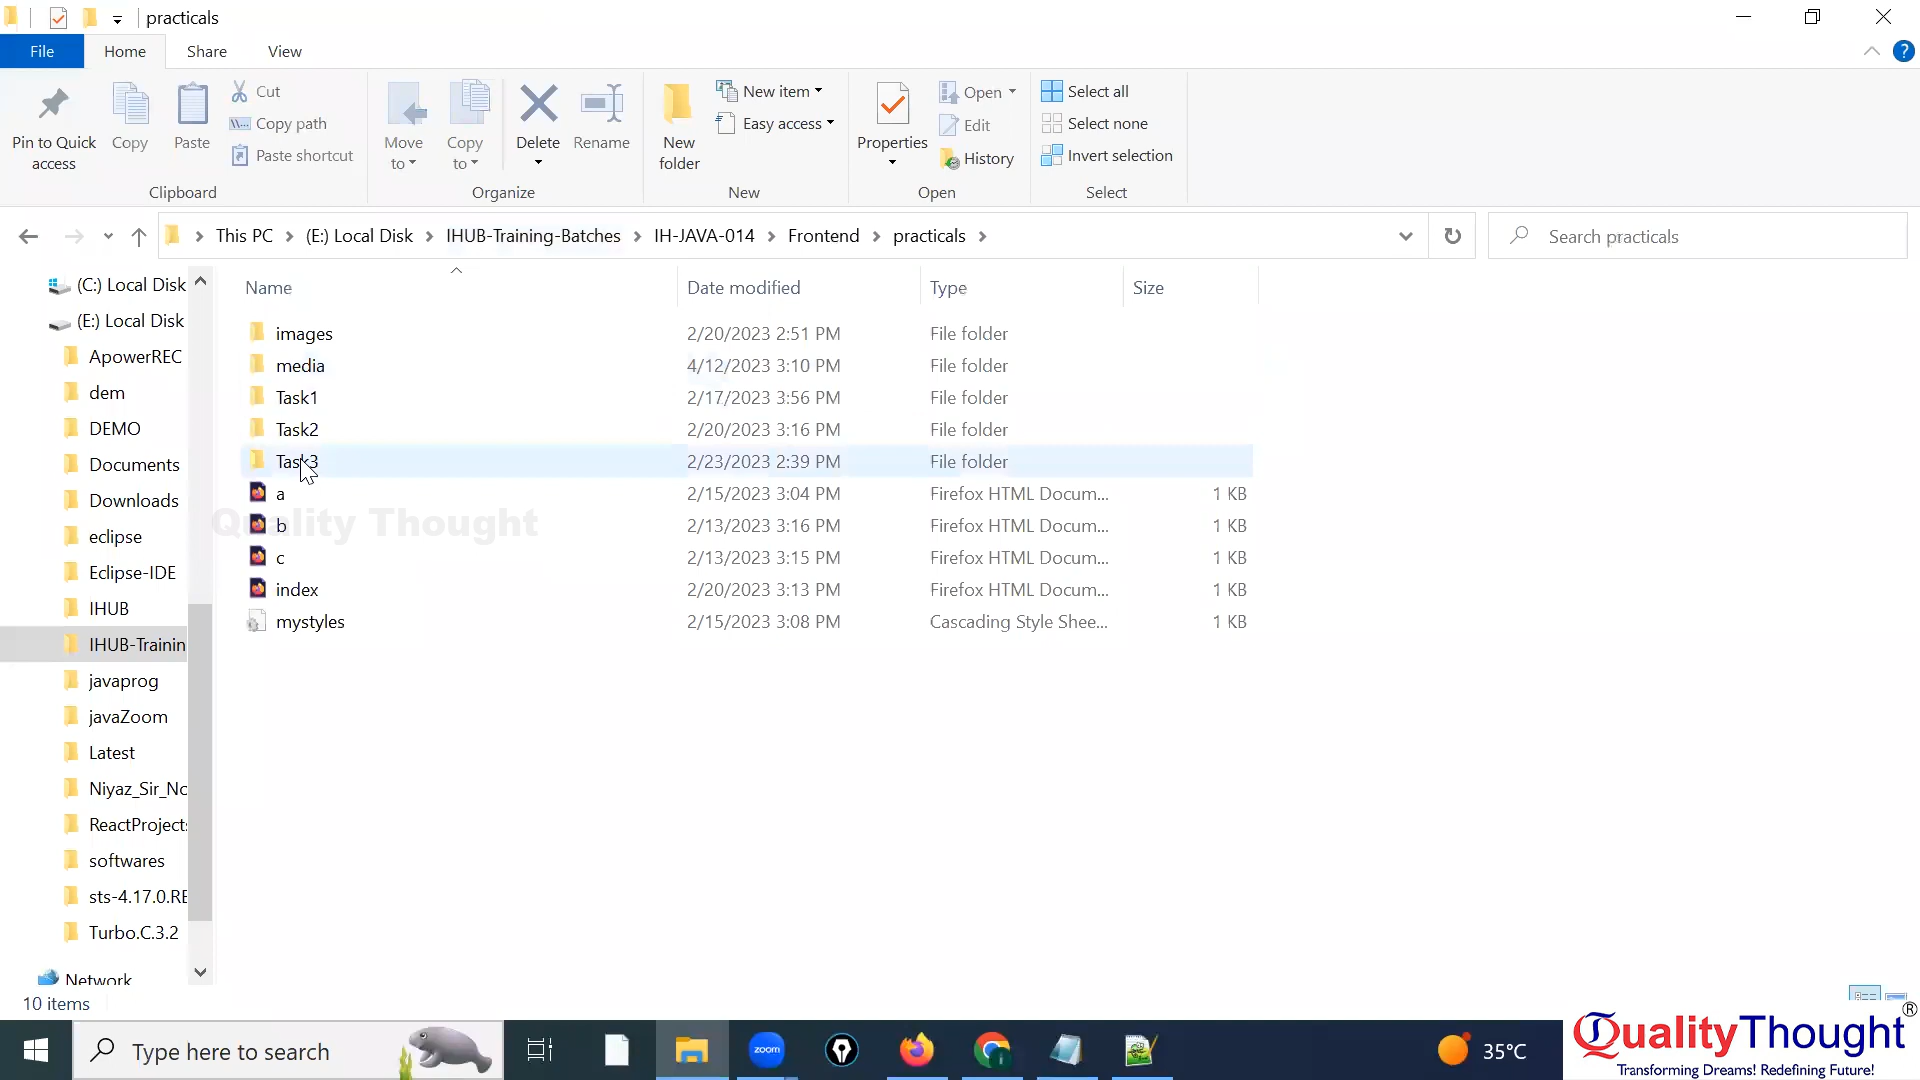 practicals
File Home Share View
Pin to Quick access
Copy
Paste
Cut
Copy path
Paste shortcut
Clipboard
Move to
Copy to
Delete
Rename
Organize
New folder
New item
Easy access
New
Properties
Open
Edit
History
Open
Select all
Select none
Invert selection
Select
This PC (E:) Local Disk IHUB-Training-Batches IH-JAVA-014 Frontend practicals
Search practicals
(C:) Local Disk
(E:) Local Disk
ApowerREC
dem
DEMO
Documents
Downloads
eclipse
Eclipse-IDE
IHUB
IHUB-Trainin
javaprog
javaZoom
Latest
Niyaz_Sir_No
ReactProjects
softwares
sts-4.17.0.RE
Turbo.C.3.2
Network
Name Date modified Type Size
images 2/20/2023 2:51 PM File folder
media 4/12/2023 3:10 PM File folder
Task1 2/17/2023 3:56 PM File folder
Task2 2/20/2023 3:16 PM File folder
Task3 2/23/2023 2:39 PM File folder
a 2/15/2023 3:04 PM Firefox HTML Docum... 1 KB
b 2/13/2023 3:16 PM Firefox HTML Docum... 1 KB
c 2/13/2023 3:15 PM Firefox HTML Docum... 1 KB
index 2/20/2023 3:13 PM Firefox HTML Docum... 1 KB
mystyles 2/15/2023 3:08 PM Cascading Style Shee... 1 KB
Quality Thought
10 items
Type here to search
zoom
35°C
QualityThought®
Transforming Dreams! Redefining Future!